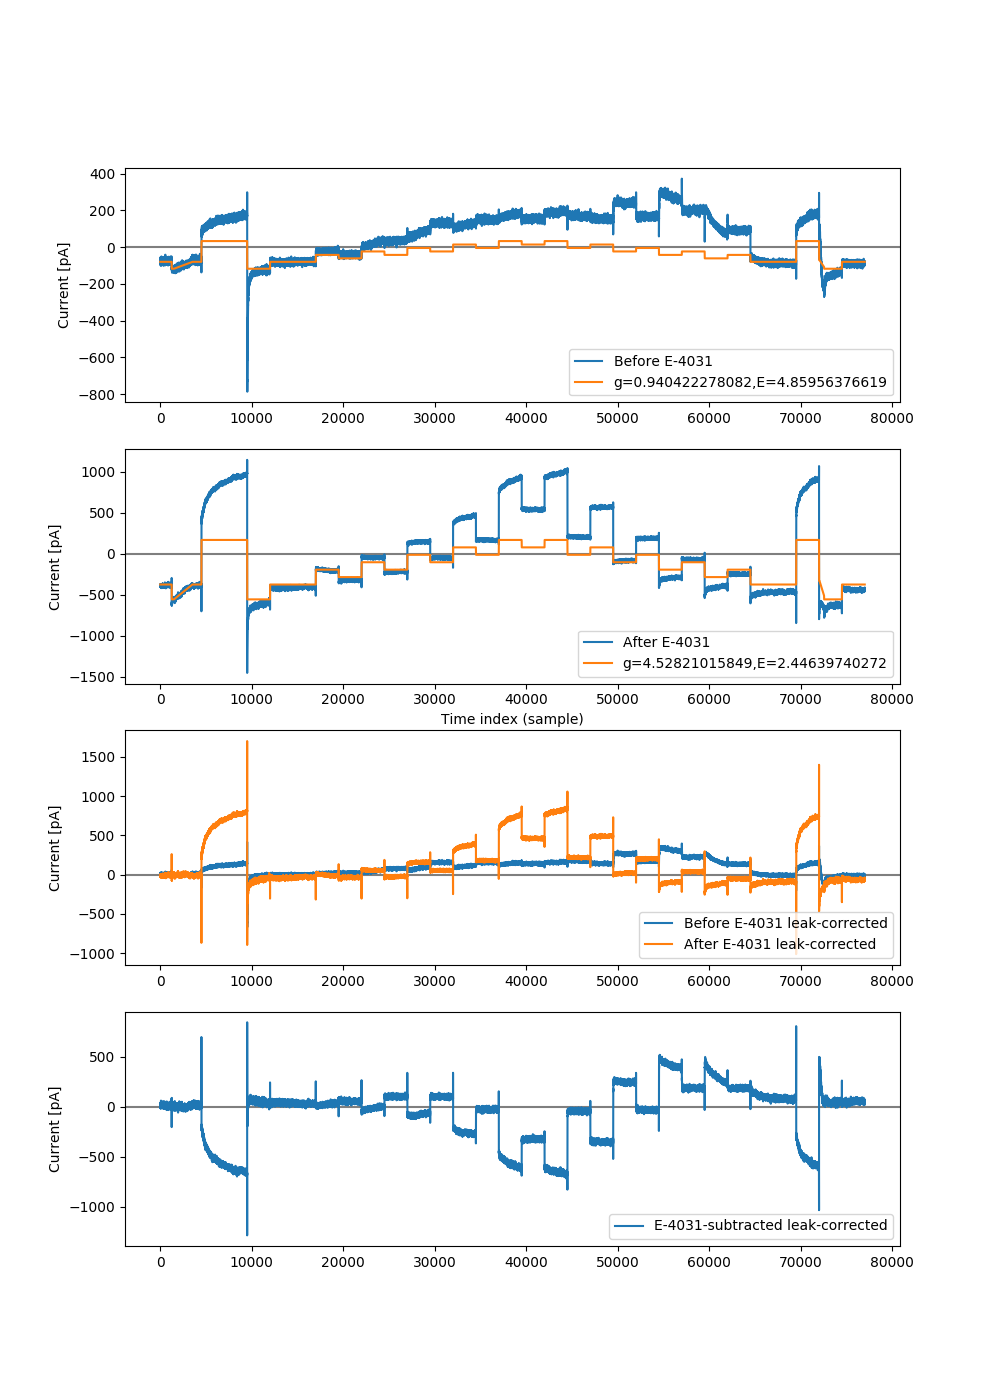 400
200
0
−200
−400
−600
−800
Current [pA]
Before E-4031
g=0.940422278082,E=4.85956376619
0 10000 20000 30000 40000 50000 60000 70000 80000
1000
500
0
−500
−1000
−1500
Current [pA]
After E-4031
g=4.52821015849,E=2.44639740272
0 10000 20000 30000 40000 50000 60000 70000 80000
Time index (sample)
1500
1000
500
0
−500
−1000
Current [pA]
Before E-4031 leak-corrected
After E-4031 leak-corrected
0 10000 20000 30000 40000 50000 60000 70000 80000
500
0
−500
−1000
Current [pA]
E-4031-subtracted leak-corrected
0 10000 20000 30000 40000 50000 60000 70000 80000